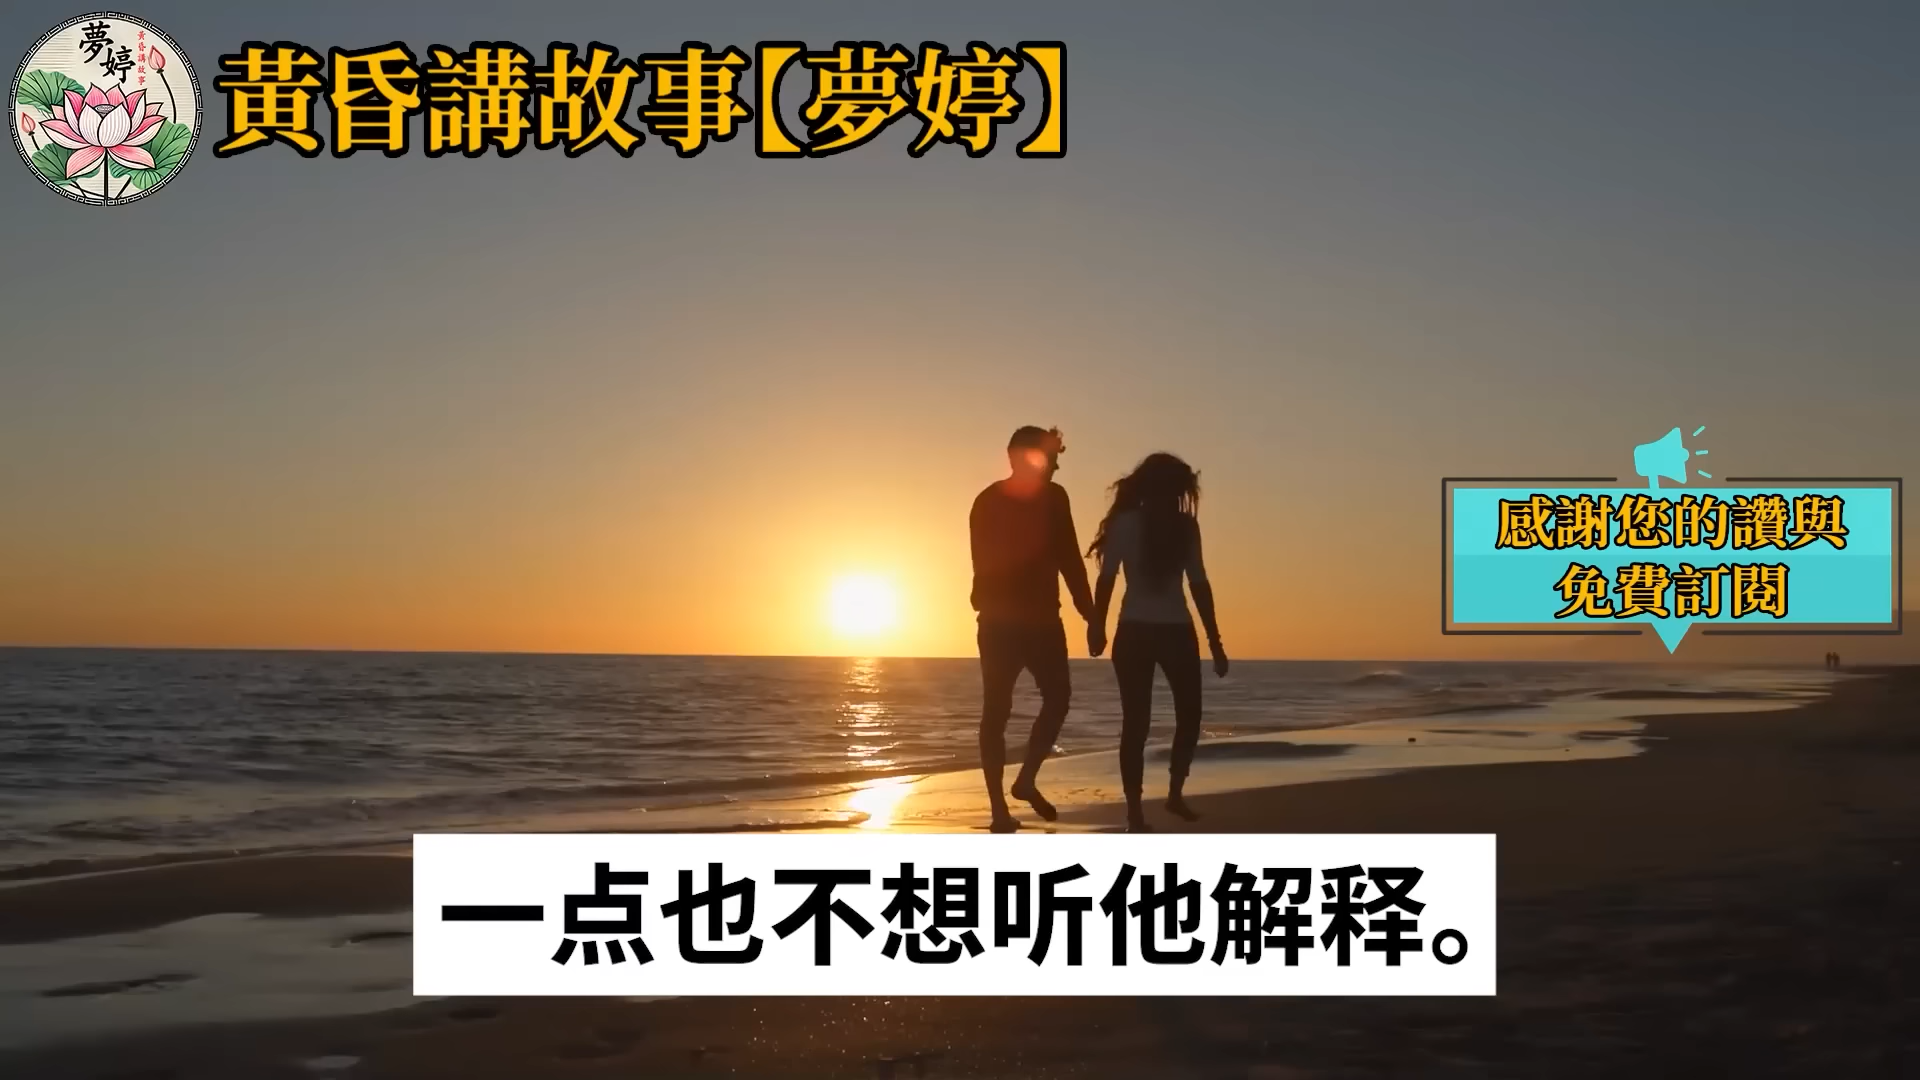 夢婷
黃昏講故事
黃昏講故事【夢婷】
感謝您的讚與
免費訂閱
一点也不想听他解释。